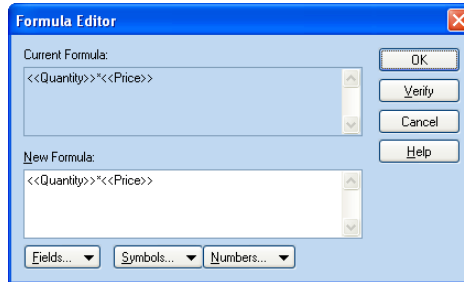 Formula Editor
Current Formula:
<<Quantity>>*<<Price>>
OK
Verify
Cancel
Help
New Formula:
<<Quantity>>*<<Price>>
Fields... Symbols... Numbers...